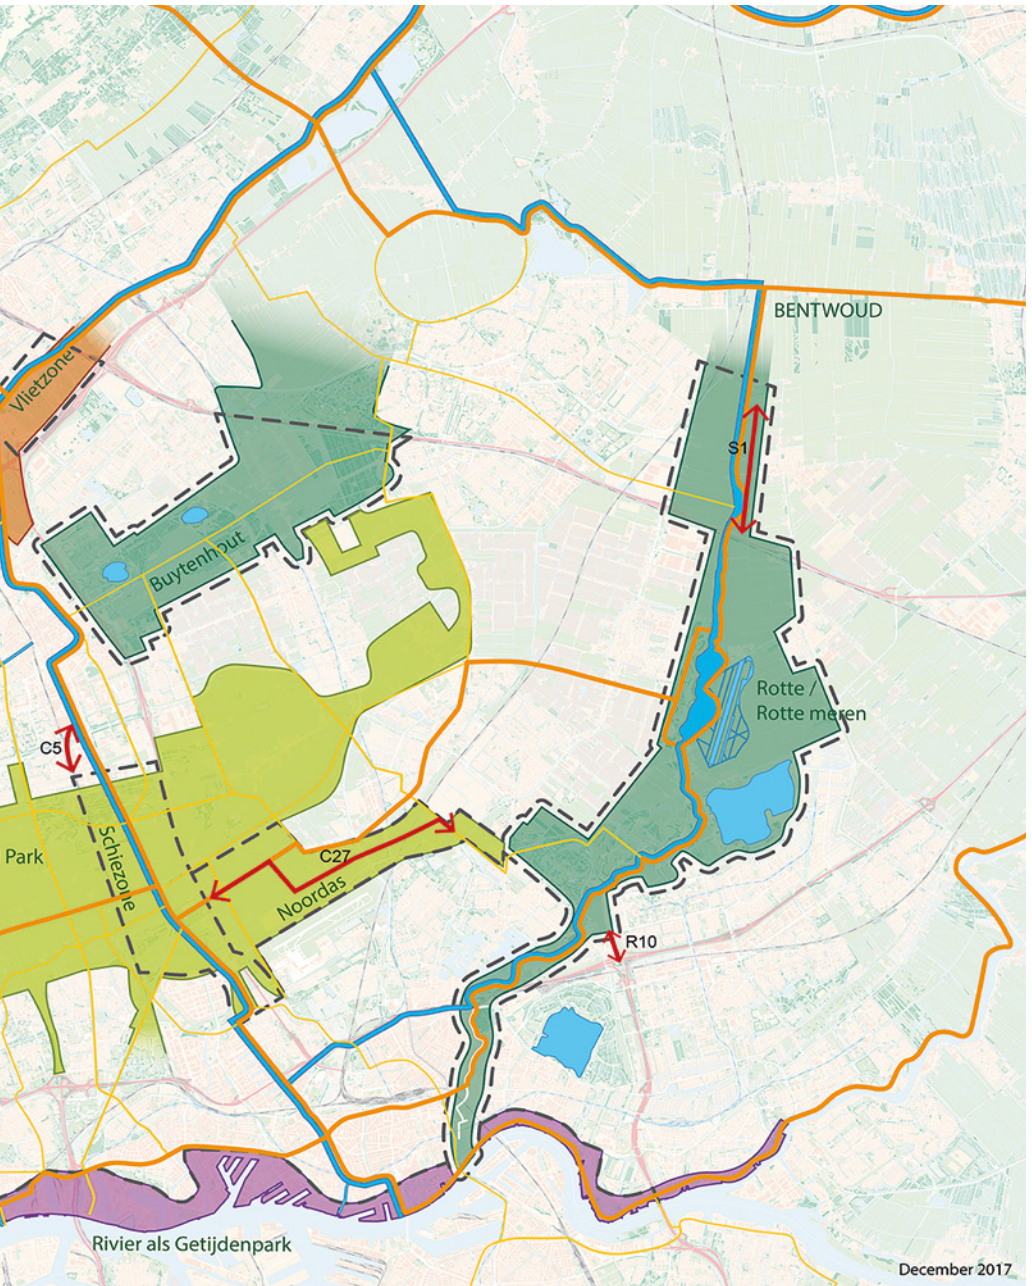 BENTWOUD
Vlietzone
S1
Buytenhout
Rotte /
Rotte meren
C5
Schiezone
Park
C27
Noordas
R10
Rivier als Getijdenpark
December 2017